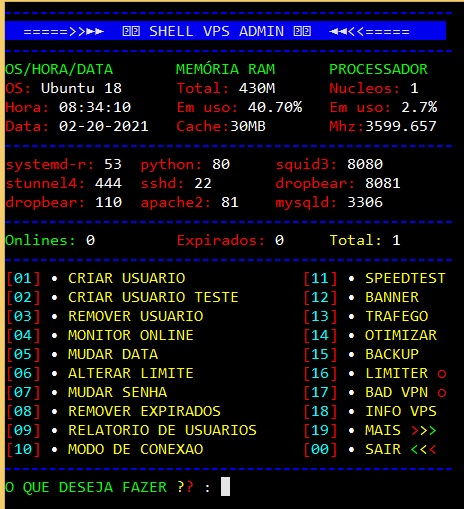 =====>>►► SHELL VPS ADMIN ◄◄<<=====
OS/HORA/DATA MEMÓRIA RAM PROCESSADOR
OS: Ubuntu 18 Total: 430M Nucleos: 1
Hora: 08:34:10 Em uso: 40.70% Em uso: 2.7%
Data: 02-20-2021 Cache:30MB Mhz:3599.657
systemd-r: 53 python: 80 squid3: 8080
stunnel4: 444 sshd: 22 dropbear: 8081
dropbear: 110 apache2: 81 mysqld: 3306
Onlines: 0 Expirados: 0 Total: 1
[01] • CRIAR USUARIO [11] • SPEEDTEST
[02] • CRIAR USUARIO TESTE [12] • BANNER
[03] • REMOVER USUARIO [13] • TRAFEGO
[04] • MONITOR ONLINE [14] • OTIMIZAR
[05] • MUDAR DATA [15] • BACKUP
[06] • ALTERAR LIMITE [16] • LIMITER ○
[07] • MUDAR SENHA [17] • BAD VPN ○
[08] • REMOVER EXPIRADOS [18] • INFO VPS
[09] • RELATORIO DE USUARIOS [19] • MAIS >>>
[10] • MODO DE CONEXAO [00] • SAIR <<<
O QUE DESEJA FAZER ?? :